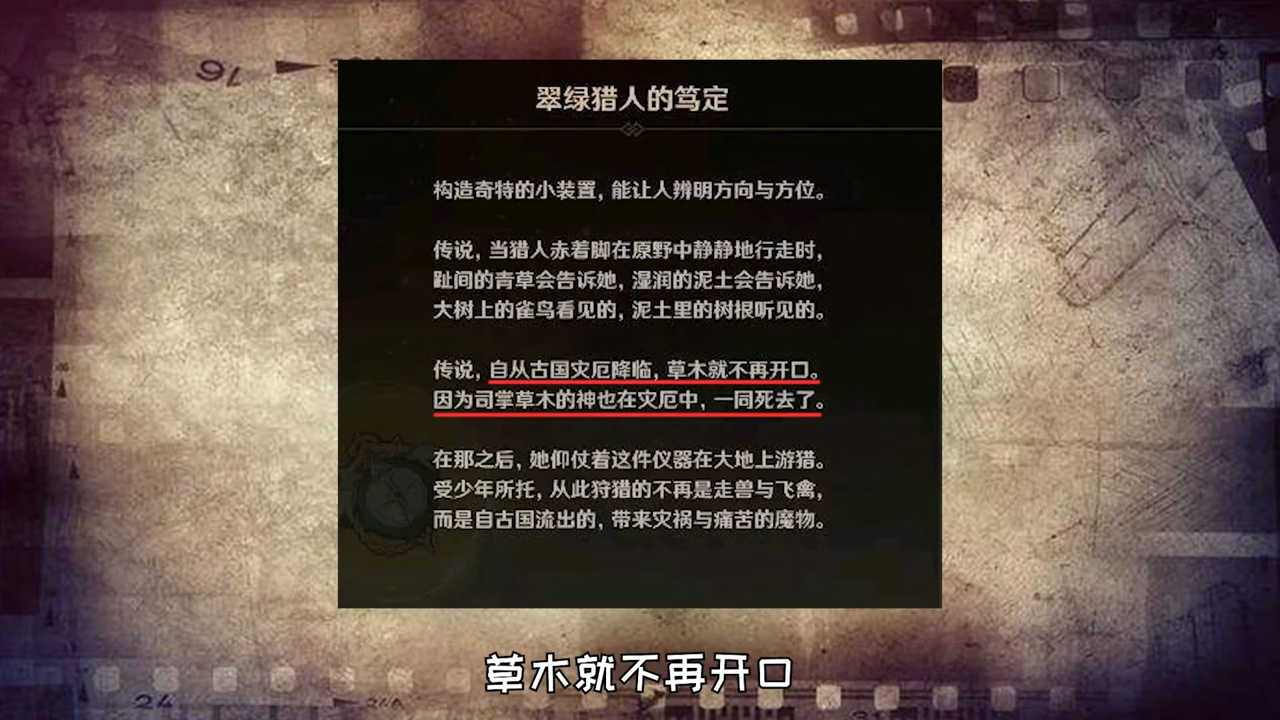 翠绿猎人的笃定
构造奇特的小装置，能让人辨明方向与方位。
传说，当猎人赤着脚在原野中静静地行走时，
趾间的青草会告诉她，湿润的泥土会告诉她，
大树上的雀鸟看见的，泥土里的树根听见的。
传说，自从古国灾厄降临，草木就不再开口。
因为司掌草木的神也在灾厄中，一同死去了。
在那之后，她仰仗着这件仪器在大地上游猎。
受少年所托，从此狩猎的不再是走兽与飞禽，
而是自古国流出的，带来灾祸与痛苦的魔物。
草木就不再开口
24